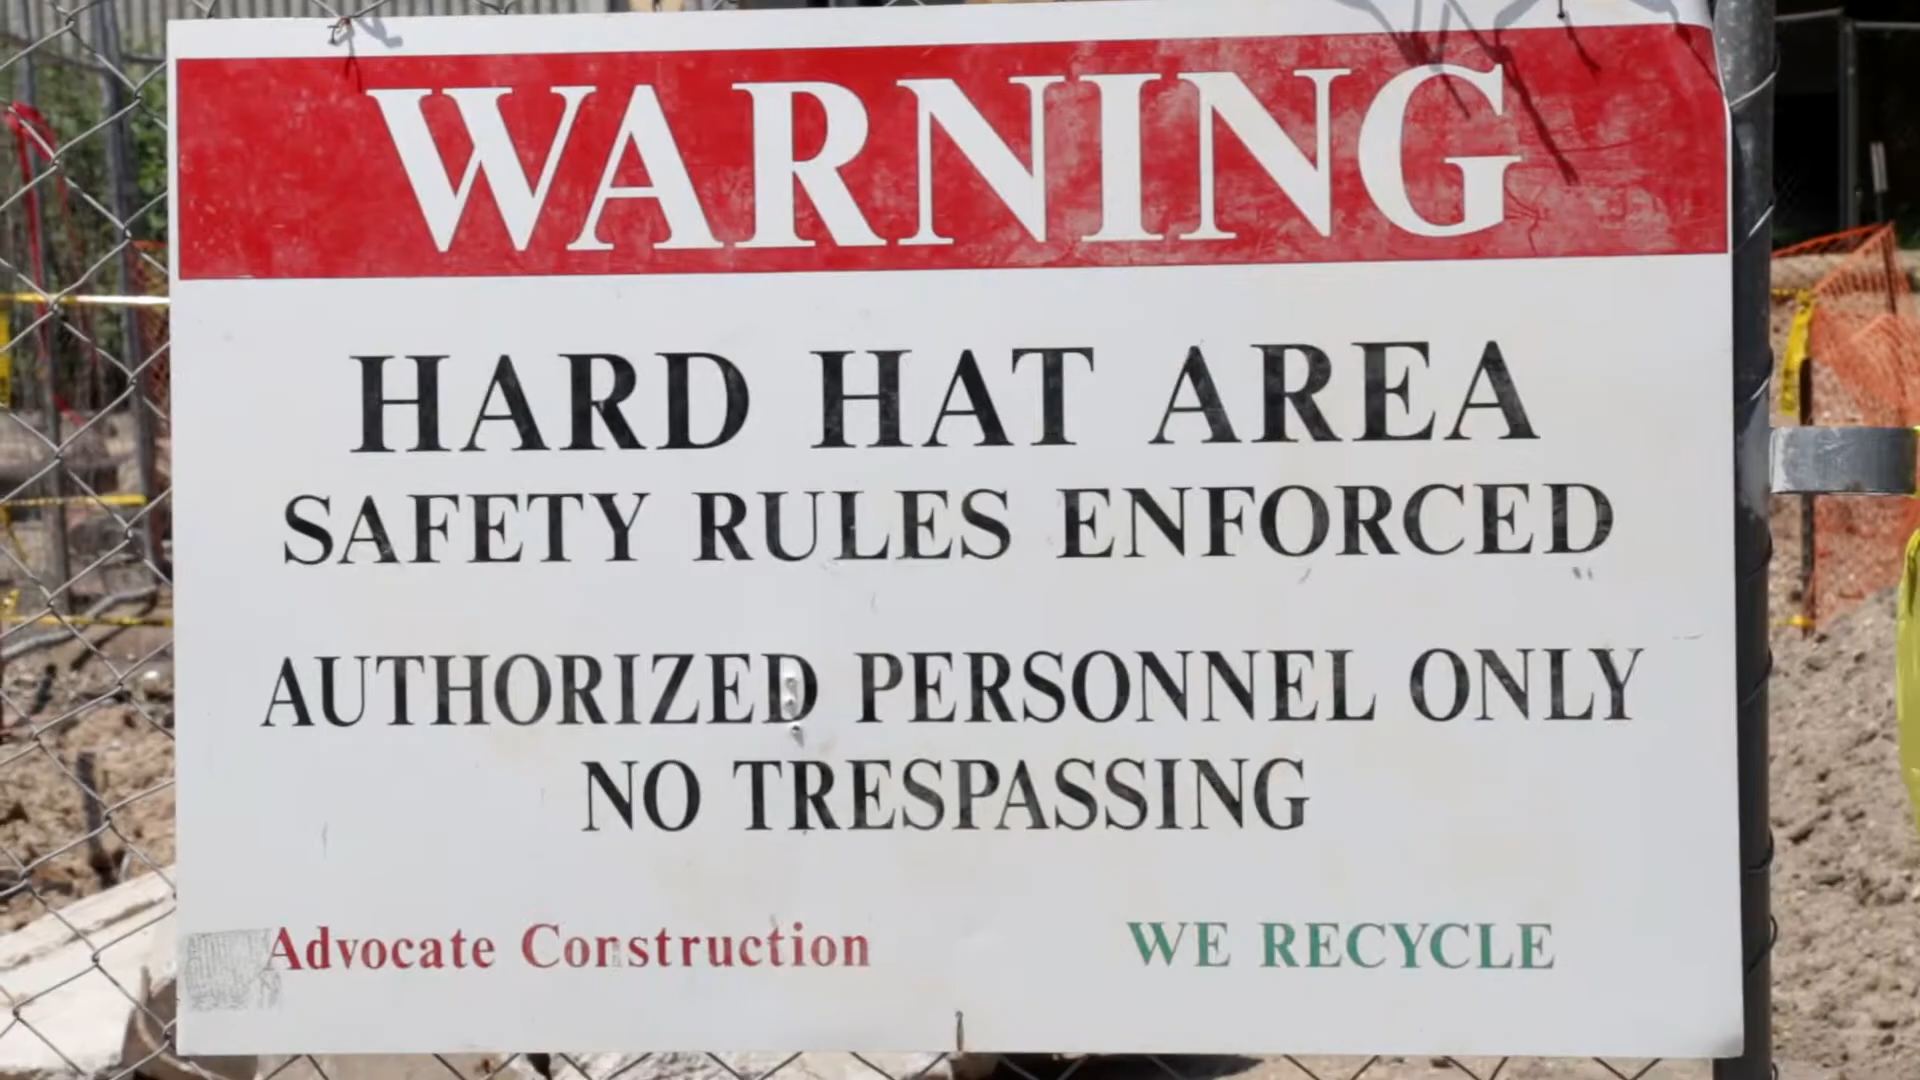 WARNING
HARD HAT AREA
SAFETY RULES ENFORCED
AUTHORIZED PERSONNEL ONLY
NO TRESPASSING
Advocate Construction WE RECYCLE